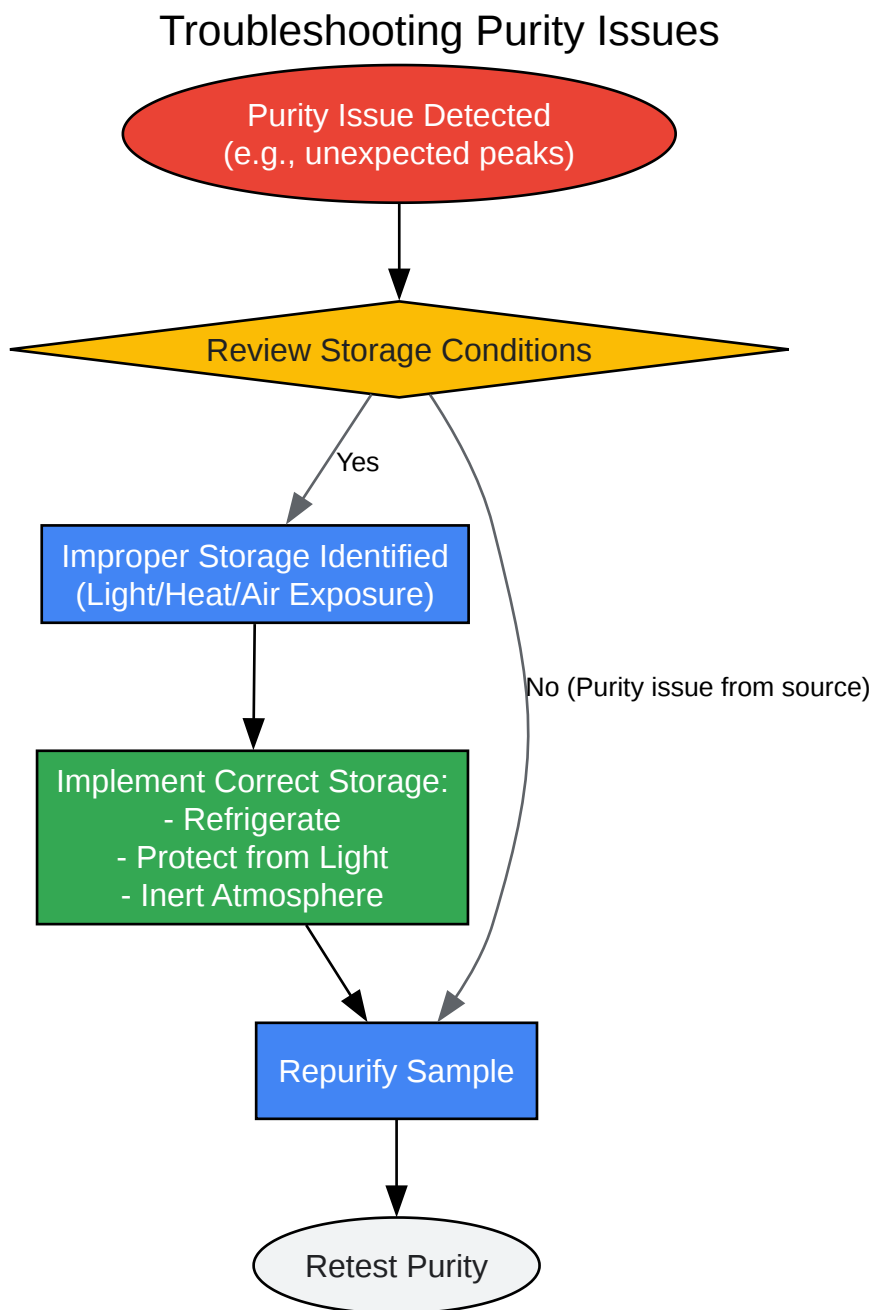 Troubleshooting Purity Issues
Purity Issue Detected
(e.g., unexpected peaks)
Review Storage Conditions
Yes
Improper Storage Identified
(Light/Heat/Air Exposure)
No (Purity issue from source)
Implement Correct Storage:
- Refrigerate
- Protect from Light
- Inert Atmosphere
Repurify Sample
Retest Purity